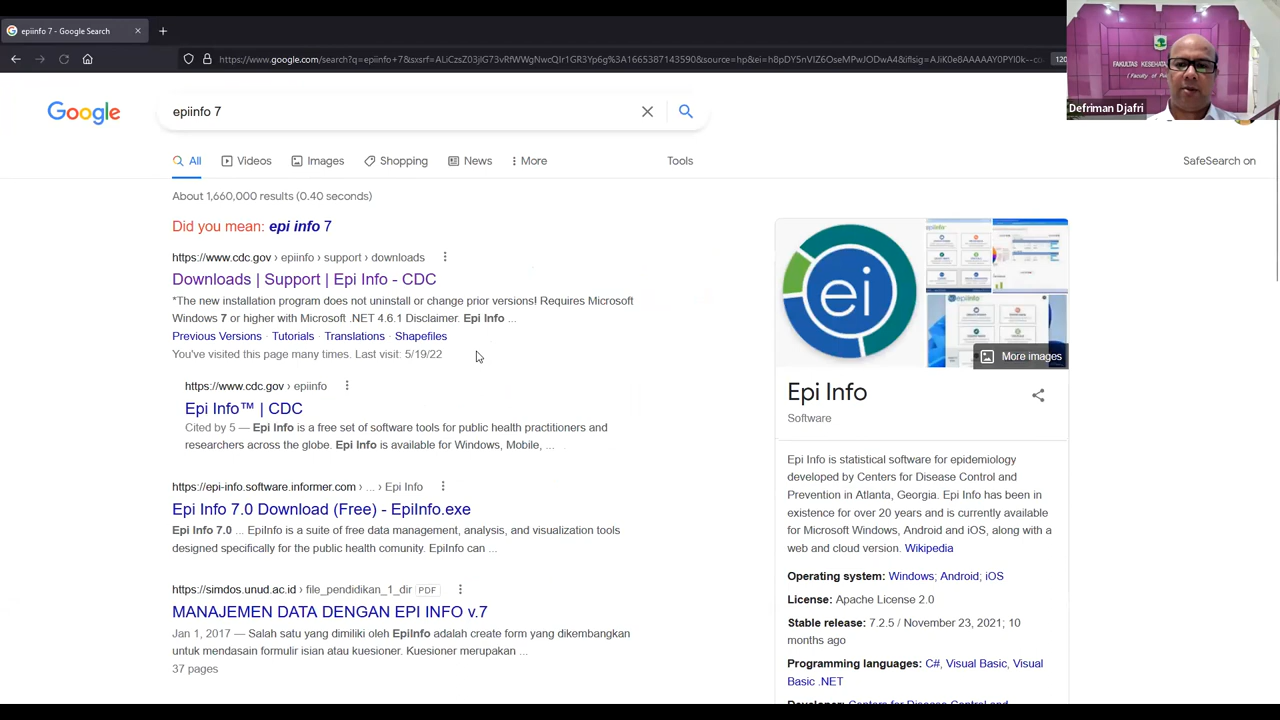 epiinfo 7 - Google Search
https://www.google.com/search?q=epiinfo+7&sxsrf=ALiCzsZ03jIG73vRfWWgNwcQIr1GR3Yp6g%3A1665387143590&source=hp&ei=h8pDY5nVIZ6OseMPwJODwA4&iflsig=AJiK0e8AAAAAY0PYI0k--co
120
FAKULTAS KESEHATA
(Faculty of Pu
Defriman Djafri
Google
epiinfo 7
All
Videos
Images
Shopping
News
More
Tools
SafeSearch on
About 1,660,000 results (0.40 seconds)
Did you mean: epi info 7
https://www.cdc.gov › epiinfo › support › downloads
Downloads | Support | Epi Info - CDC
*The new installation program does not uninstall or change prior versions! Requires Microsoft
Windows 7 or higher with Microsoft .NET 4.6.1 Disclaimer. Epi Info ...
Previous Versions · Tutorials · Translations · Shapefiles
You've visited this page many times. Last visit: 5/19/22
https://www.cdc.gov › epiinfo
Epi Info™ | CDC
Cited by 5 — Epi Info is a free set of software tools for public health practitioners and
researchers across the globe. Epi Info is available for Windows, Mobile, ...
https://epi-info.software.informer.com › ... › Epi Info
Epi Info 7.0 Download (Free) - EpiInfo.exe
Epi Info 7.0 ... EpiInfo is a suite of free data management, analysis, and visualization tools
designed specifically for the public health comunity. EpiInfo can ...
https://simdos.unud.ac.id › file_pendidikan_1_dir PDF
MANAJEMEN DATA DENGAN EPI INFO v.7
Jan 1, 2017 — Salah satu yang dimiliki oleh EpiInfo adalah create form yang dikembangkan
untuk mendasain formulir isian atau kuesioner. Kuesioner merupakan ...
37 pages
ei
More images
Epi Info
Software
Epi Info is statistical software for epidemiology
developed by Centers for Disease Control and
Prevention in Atlanta, Georgia. Epi Info has been in
existence for over 20 years and is currently available
for Microsoft Windows, Android and iOS, along with a
web and cloud version. Wikipedia
Operating system: Windows; Android; iOS
License: Apache License 2.0
Stable release: 7.2.5 / November 23, 2021; 10
months ago
Programming languages: C#, Visual Basic, Visual
Basic .NET
Developer: Centers for Disease Control and